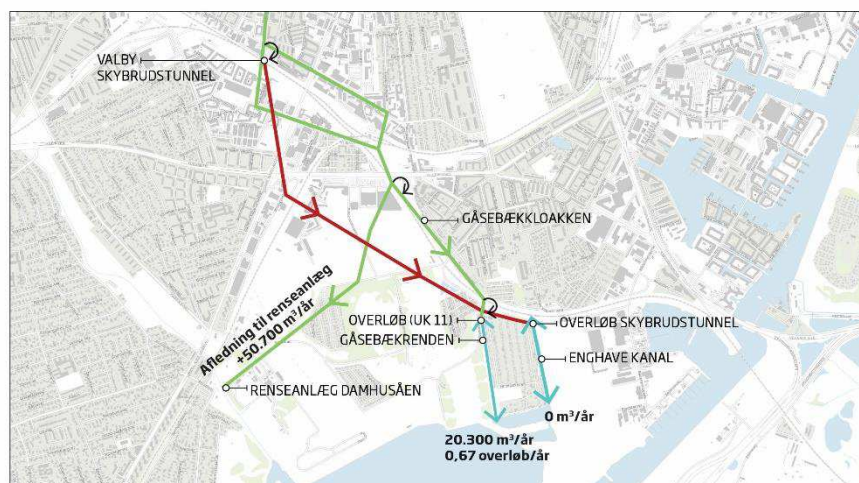 VALBY
SKYBRUDSTUNNEL
GÅSEBÆKKLOAKKEN
Afledning til renseanlæg
+50.700 m³/år
OVERLØB (UK 11)
GÅSEBÆKRENDEN
OVERLØB SKYBRUDSTUNNEL
ENGHAVE KANAL
RENSEANLÆG DAMHUSÅEN
0 m³/år
20.300 m³/år
0,67 overløb/år